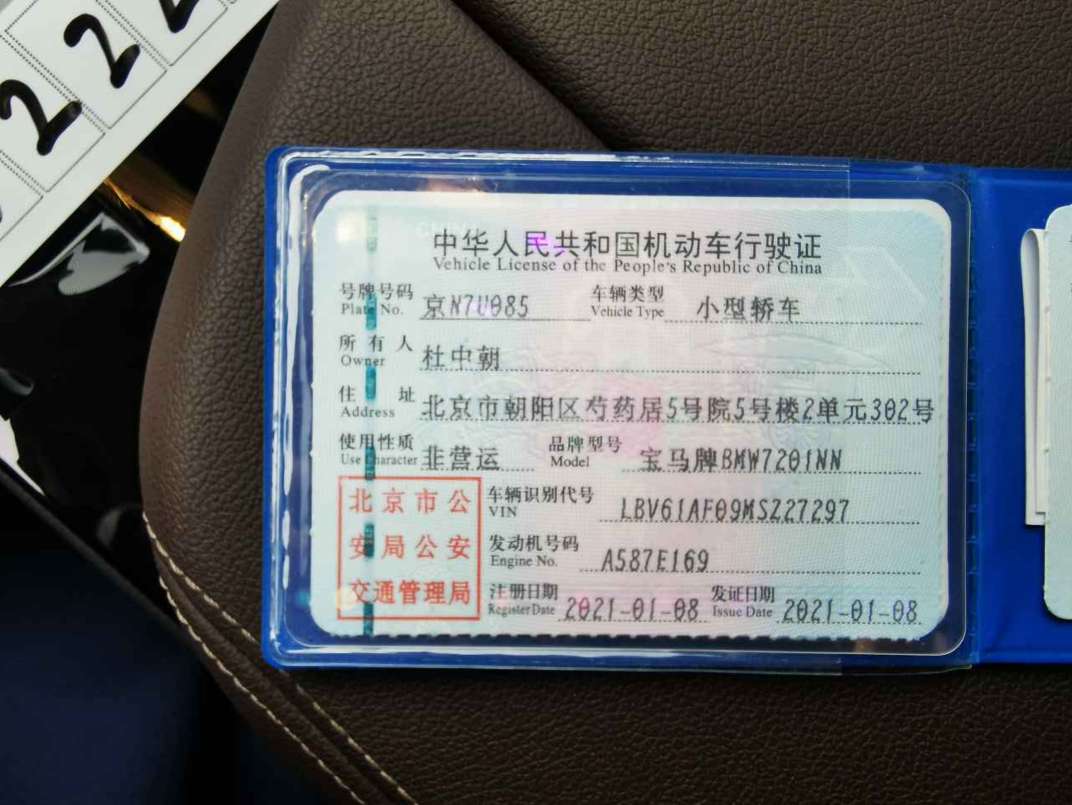 222
中华人民共和国机动车行驶证
Vehicle License of the People's Republic of China
号牌号码 京N7U085 车辆类型 小型轿车
Plate No. Vehicle Type
所有人 杜中朝
Owner
住址 北京市朝阳区芍药居5号院5号楼2单元302号
Address
使用性质 非营运 品牌型号 宝马牌BMW7201NN
Use Character Model
北京市公 车辆识别代号 LBV61AF09MSZ27297
VIN
安局公安 发动机号码 A587E169
Engine No.
交通管理局 注册日期 2021-01-08 发证日期 2021-01-08
Register Date Issue Date